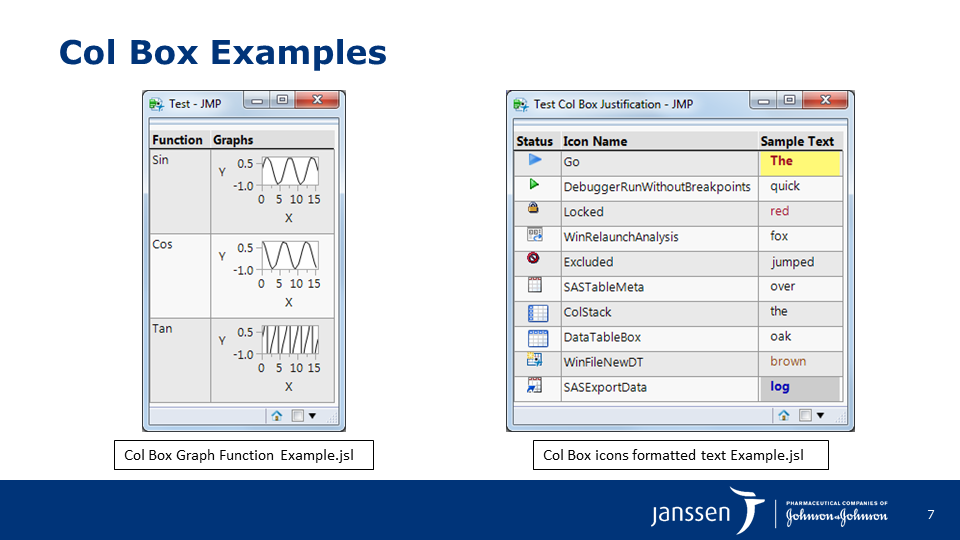 Col Box Examples
Test - JMP
Function Graphs
Sin
Y
0.5
-1.0
0 5 10 15
X
Cos
Y
0.5
-1.0
0 5 10 15
X
Tan
Y
0.5
-1.0
0 5 10 15
X
Col Box Graph Function Example.jsl
Test Col Box Justification - JMP
Status Icon Name Sample Text
Go The
DebuggerRunWithoutBreakpoints quick
Locked red
WinRelaunchAnalysis fox
Excluded jumped
SASTableMeta over
ColStack the
DataTableBox oak
WinFileNewDT brown
SASExportData log
Col Box icons formatted text Example.jsl
janssen
PHARMACEUTICAL COMPANIES OF
Johnson & Johnson
7